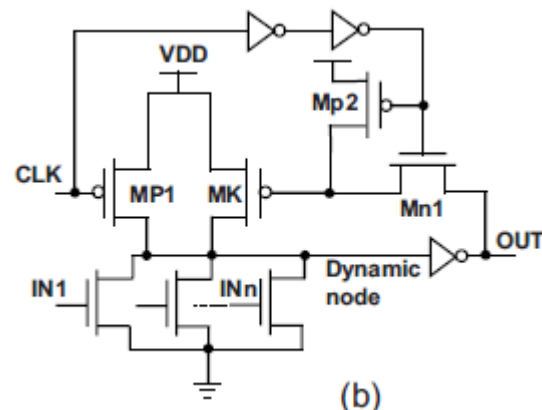 VDD
Mp2
CLK
MP1
MK
Mn1
OUT
IN1
INn
Dynamic
node
(b)